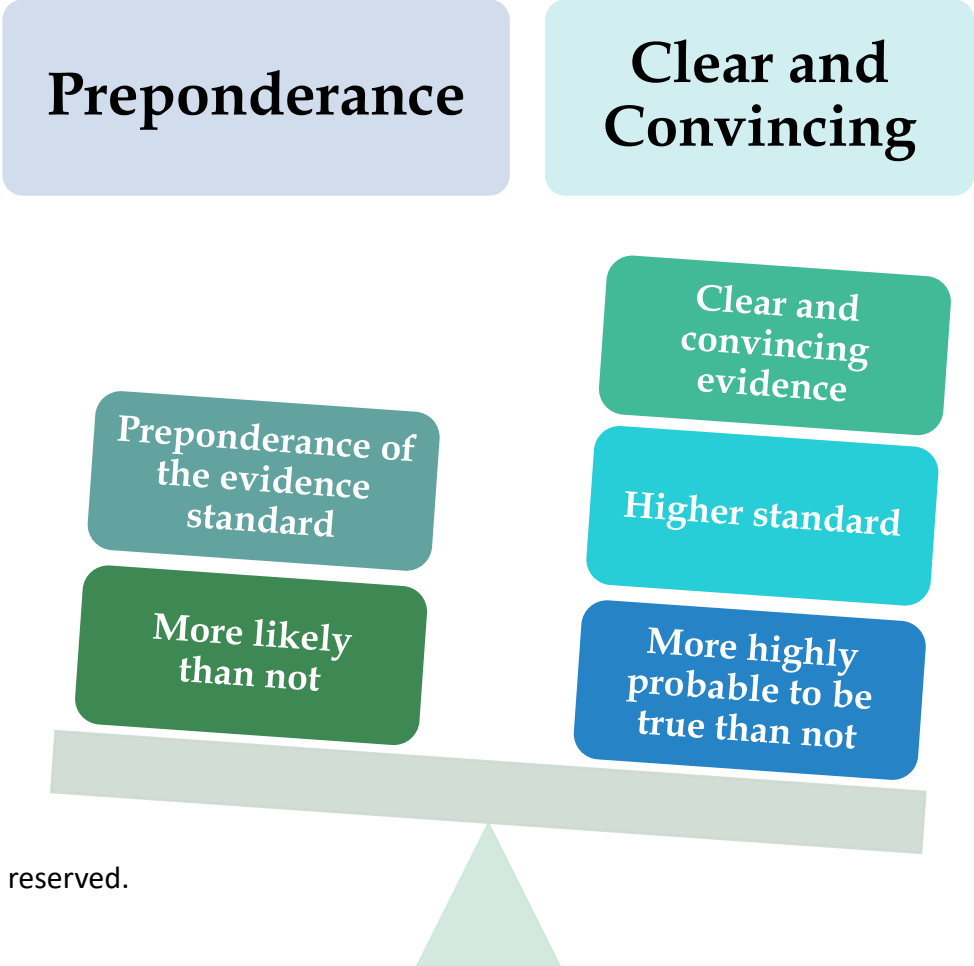 Preponderance
Clear and
Convincing
Preponderance of
the evidence
standard
More likely
than not
Clear and
convincing
evidence
Higher standard
More highly
probable to be
true than not
reserved.